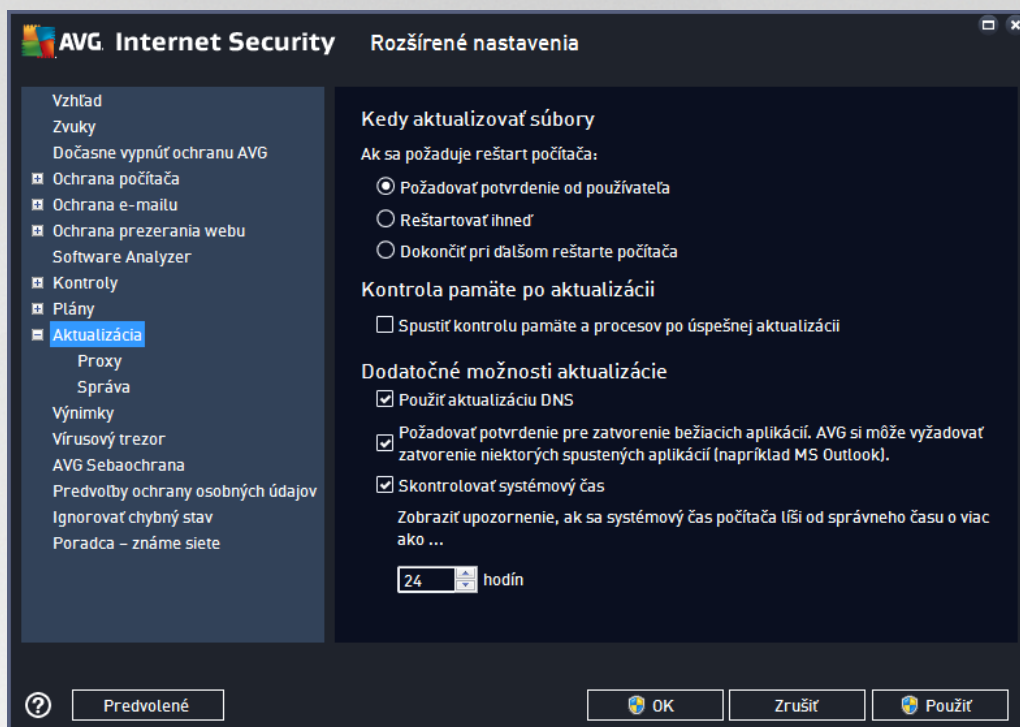 AVG. Internet Security
Rozšírené nastavenia
Vzhľad
Zvuky
Dočasne vypnúť ochranu AVG
Ochrana počítača
Ochrana e-mailu
Ochrana prezerania webu
Software Analyzer
Kontroly
Plány
Aktualizácia
Proxy
Správa
Výnimky
Vírusový trezor
AVG Sebaochrana
Predvoľby ochrany osobných údajov
Ignorovať chybný stav
Poradca – známe siete
Kedy aktualizovať súbory
Ak sa požaduje reštart počítača:
Požadovať potvrdenie od používateľa
Reštartovať ihneď
Dokončiť pri ďalšom reštarte počítača
Kontrola pamäte po aktualizácii
Spustiť kontrolu pamäte a procesov po úspešnej aktualizácii
Dodatočné možnosti aktualizácie
Použiť aktualizáciu DNS
Požadovať potvrdenie pre zatvorenie bežiacich aplikácií. AVG si môže vyžadovať
zatvorenie niektorých spustených aplikácií (napríklad MS Outlook).
Skontrolovať systémový čas
Zobraziť upozornenie, ak sa systémový čas počítača líši od správneho času o viac
ako ...
24 hodín
Predvolené
OK
Zrušiť
Použiť